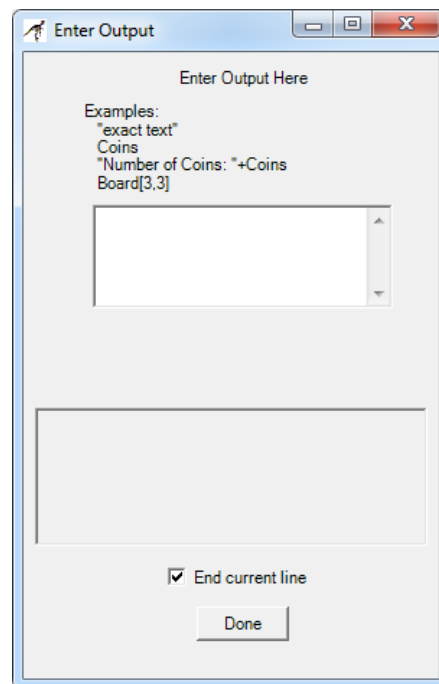 Enter Output
Enter Output Here
Examples:
"exact text"
Coins
"Number of Coins: "+Coins
Board[3,3]
End current line
Done